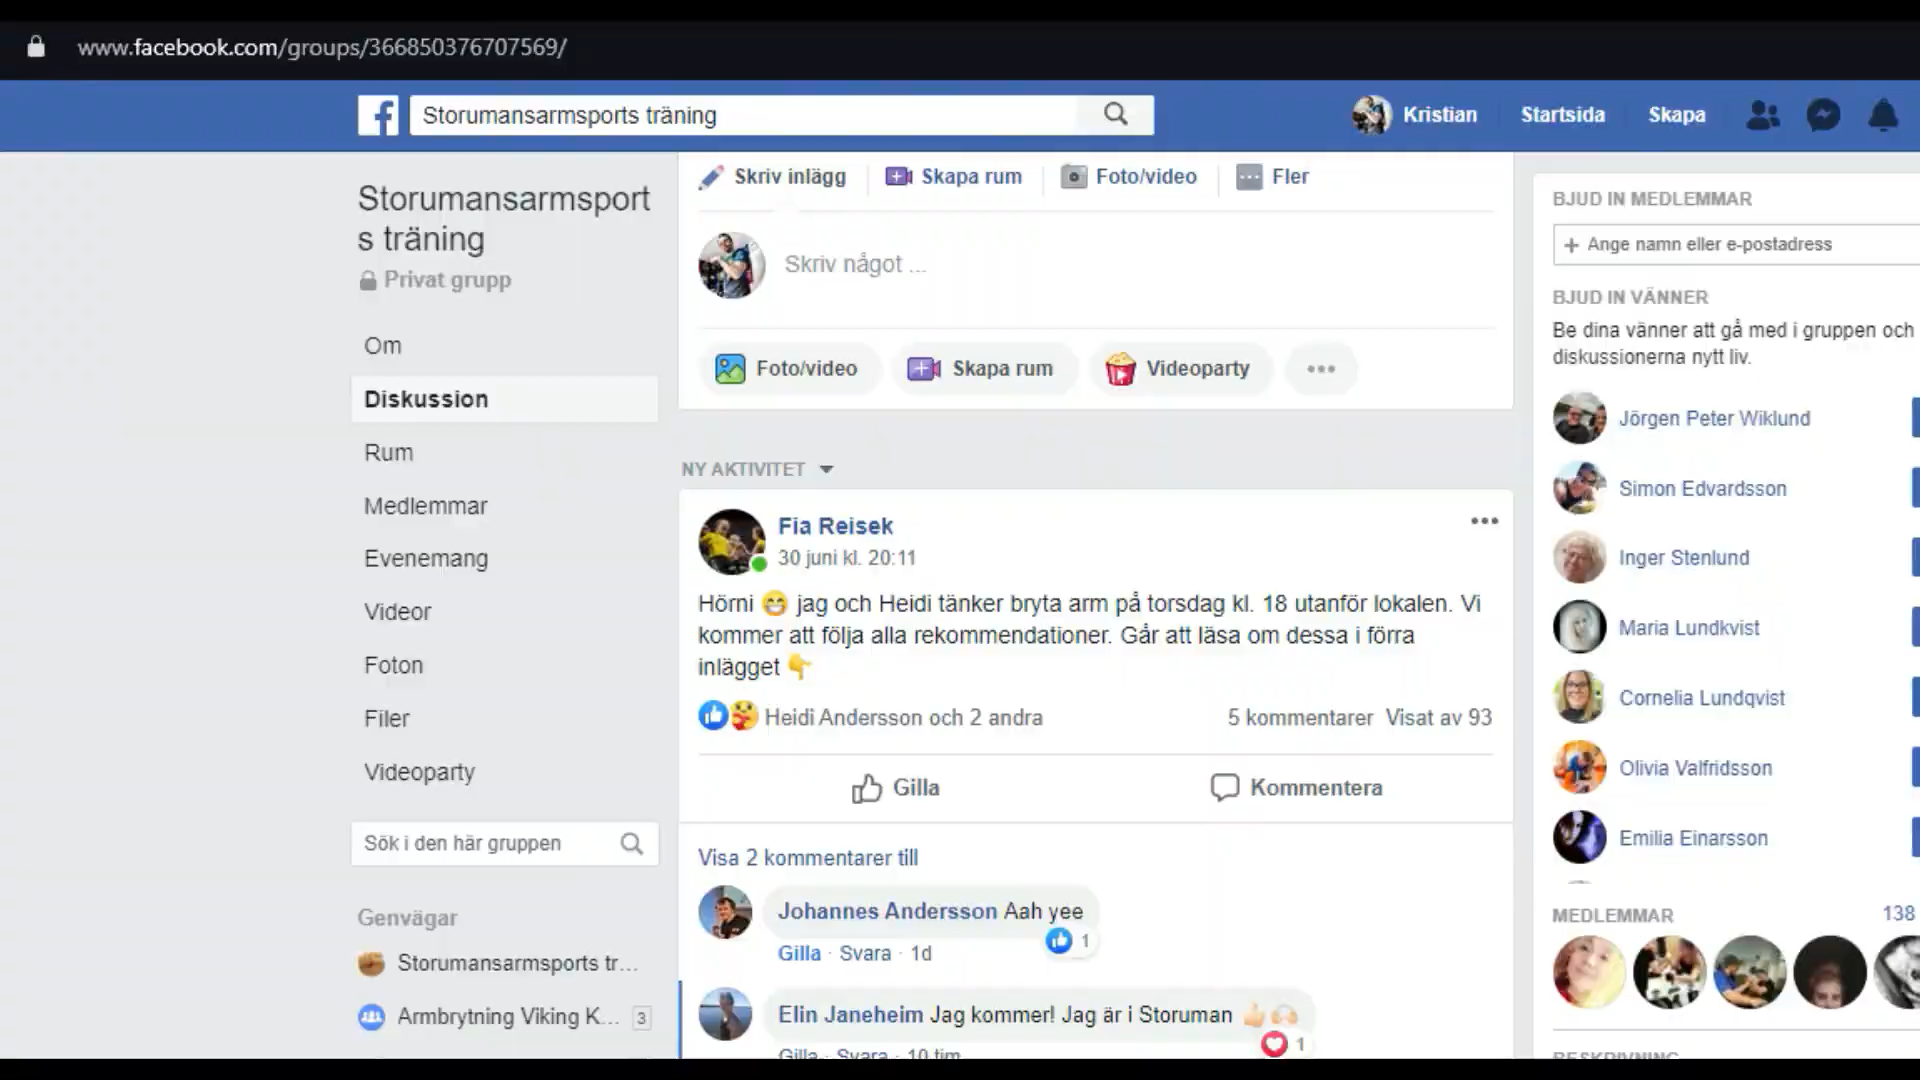 www.facebook.com/groups/366850376707569/
Storumansarmsports träning
Kristian
Startsida
Skapa
Storumansarmsport
s träning
Privat grupp
Om
Diskussion
Rum
Medlemmar
Evenemang
Videor
Foton
Filer
Videoparty
Sök i den här gruppen
Genvägar
Storumansarmsports tr...
Armbrytning Viking K... 3
Skriv inlägg
Skapa rum
Foto/video
Fler
Skriv något ...
Foto/video
Skapa rum
Videoparty
NY AKTIVITET
Fia Reisek
30 juni kl. 20:11
Hörni 😁 jag och Heidi tänker bryta arm på torsdag kl. 18 utanför lokalen. Vi
kommer att följa alla rekommendationer. Går att läsa om dessa i förra
inlägget 👇
Heidi Andersson och 2 andra
5 kommentarer Visat av 93
Gilla
Kommentera
Visa 2 kommentarer till
Johannes Andersson Aah yee
1
Gilla · Svara · 1d
Elin Janeheim Jag kommer! Jag är i Storuman
1
Gilla · Svara · 10 tim
BJUD IN MEDLEMMAR
+ Ange namn eller e-postadress
BJUD IN VÄNNER
Be dina vänner att gå med i gruppen och
diskussionerna nytt liv.
Jörgen Peter Wiklund
Simon Edvardsson
Inger Stenlund
Maria Lundkvist
Cornelia Lundqvist
Olivia Valfridsson
Emilia Einarsson
MEDLEMMAR
138
BESKRIVNING